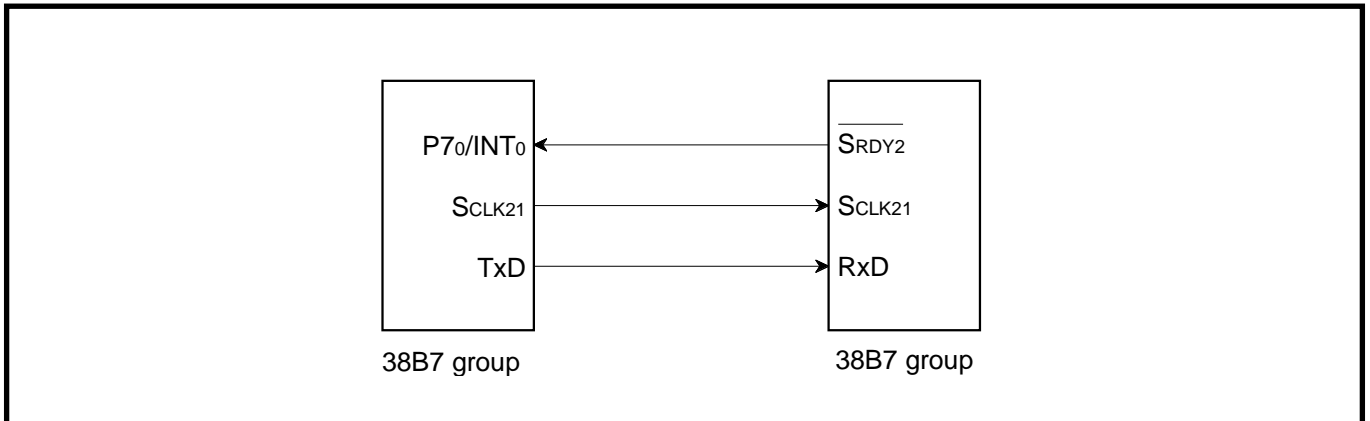 P70/INT0
SRDY2
SCLK21
SCLK21
TxD
RxD
38B7 group
38B7 group